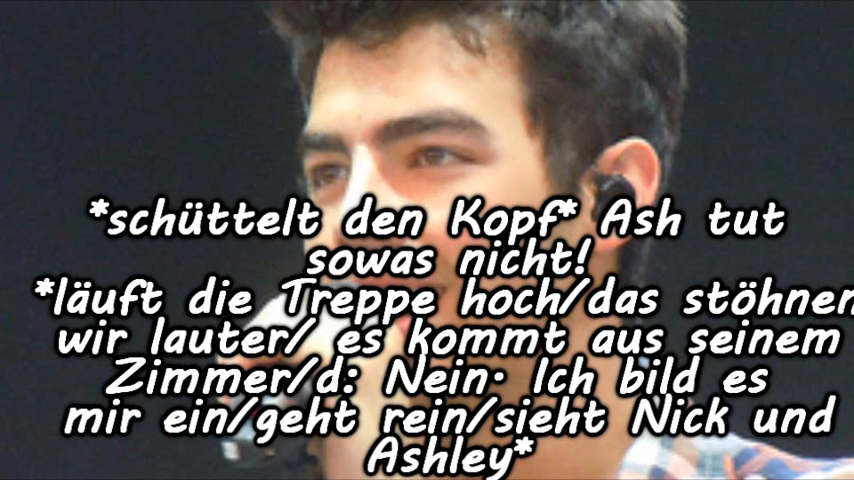 *schüttelt den Kopf* Ash tut
sowas nicht!
*läuft die Treppe hoch/das stöhnen
wir lauter/ es kommt aus seinem
Zimmer/d: Nein. Ich bild es
mir ein/geht rein/sieht Nick und
Ashley*